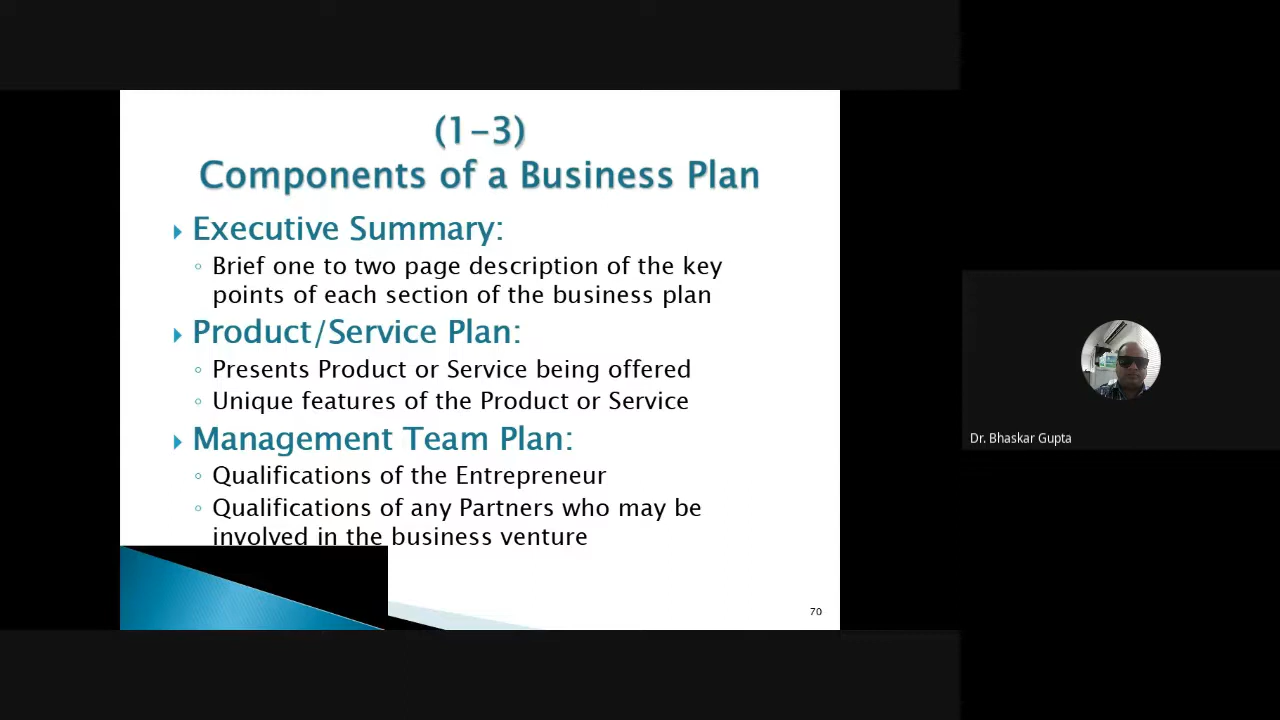 (1-3)
Components of a Business Plan
Executive Summary:
Brief one to two page description of the key
points of each section of the business plan
Product/Service Plan:
Presents Product or Service being offered
Unique features of the Product or Service
Management Team Plan:
Qualifications of the Entrepreneur
Qualifications of any Partners who may be
involved in the business venture
70
Dr. Bhaskar Gupta